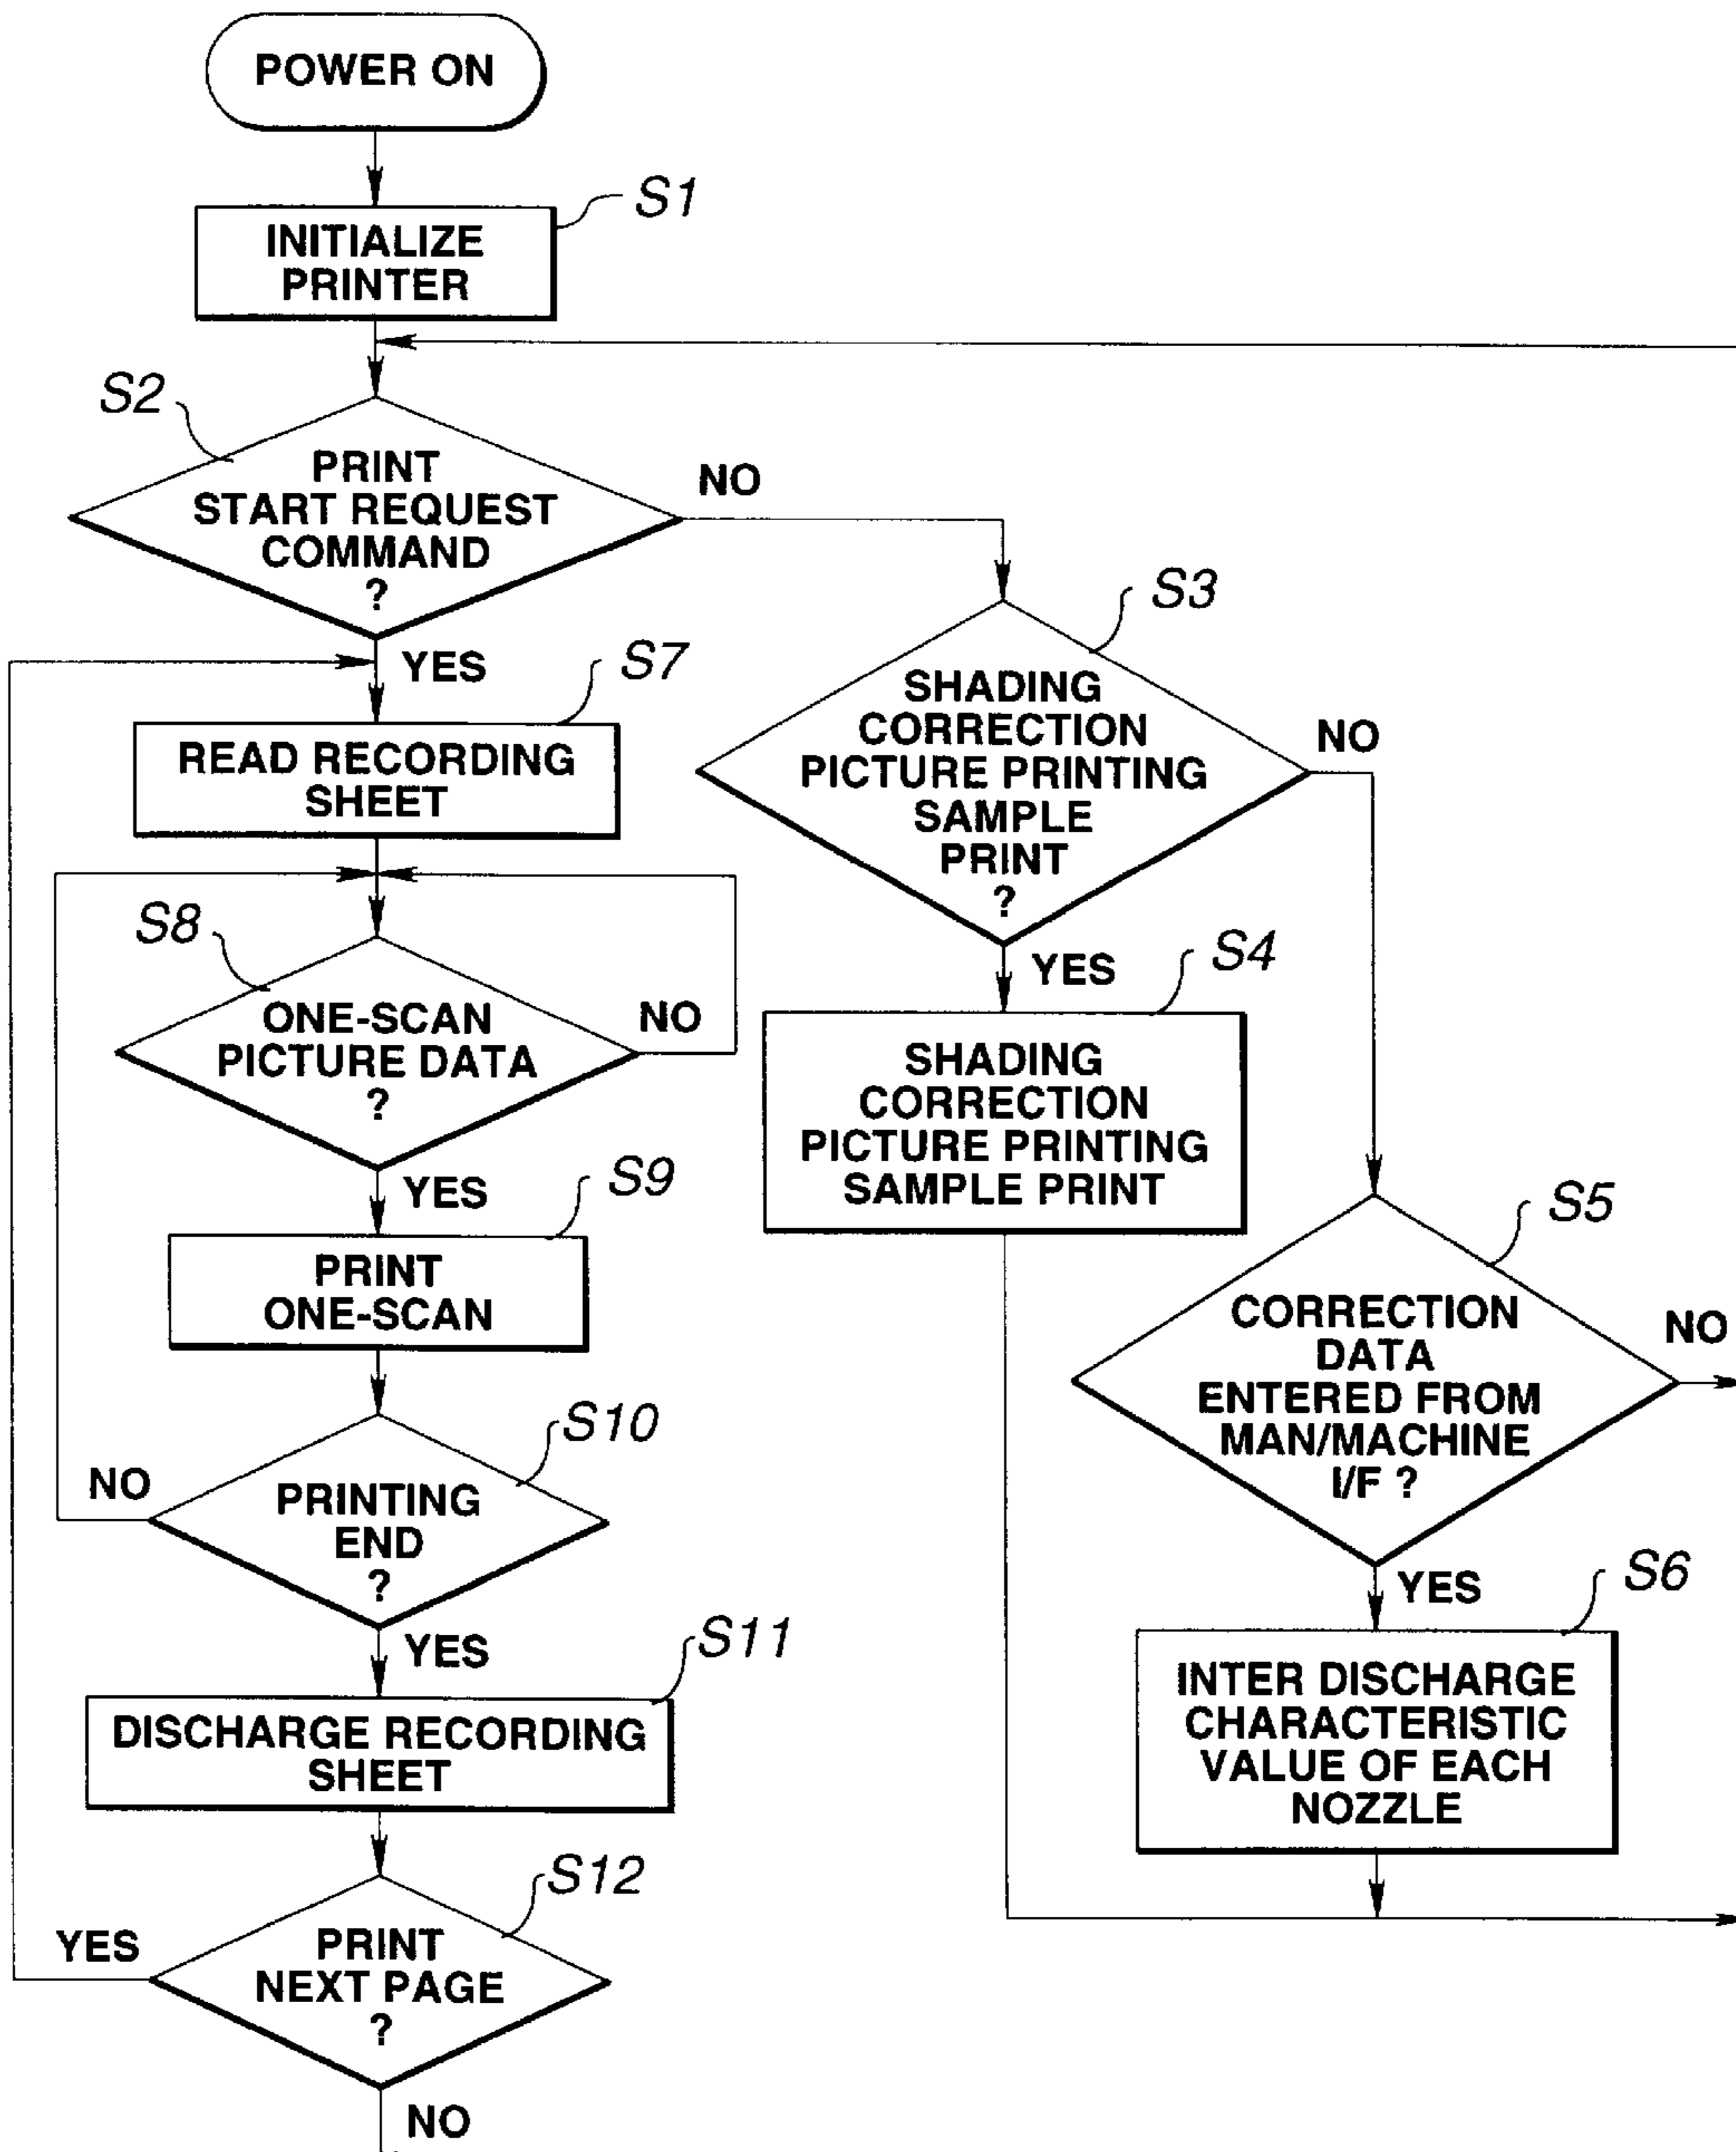 POWER ON
S1
INITIALIZE
PRINTER
S2
PRINT
START REQUEST
COMMAND
?
NO
YES
S3
SHADING
CORRECTION
PICTURE PRINTING
SAMPLE
PRINT
?
NO
YES
S7
READ RECORDING
SHEET
S8
ONE-SCAN
PICTURE DATA
?
NO
YES
S4
SHADING
CORRECTION
PICTURE PRINTING
SAMPLE PRINT
S9
PRINT
ONE-SCAN
S5
CORRECTION
DATA
ENTERED FROM
MAN/MACHINE
I/F ?
NO
YES
S10
PRINTING
END
?
NO
YES
S6
INTER DISCHARGE
CHARACTERISTIC
VALUE OF EACH
NOZZLE
S11
DISCHARGE RECORDING
SHEET
S12
PRINT
NEXT PAGE
?
YES
NO